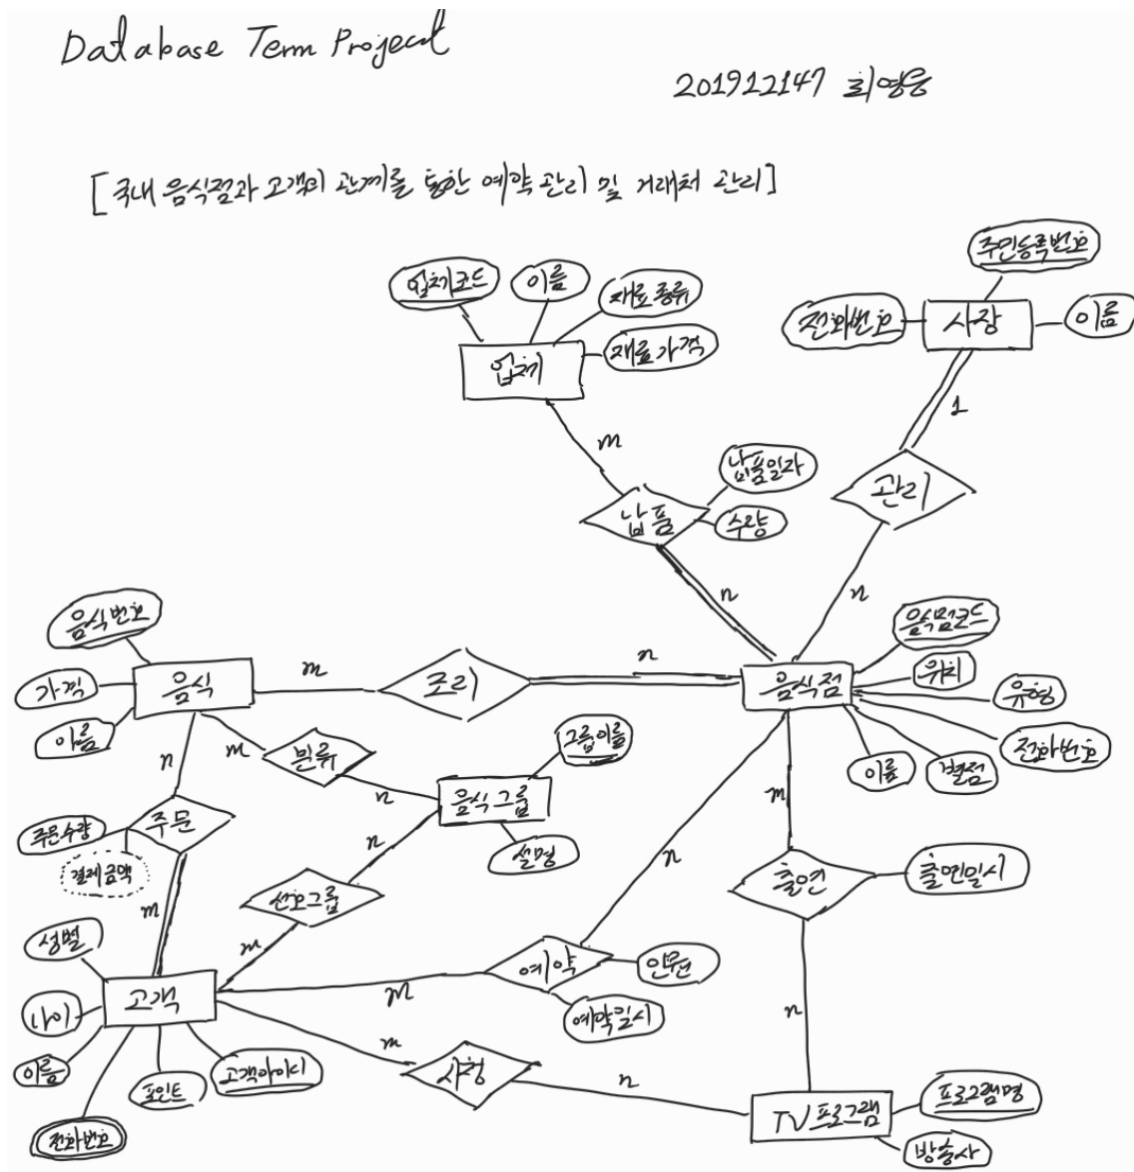 Database Term Project
201912147 최영웅
[국내 음식점과 고객의 관계를 통한 예약 관리 및 거래처 관리]
주민등록번호
업체코드
이름
재료종류
전화번호
사장
이름
업체
재료가격
1
m
납품일자
관리
납품
수량
n
n
음식번호
음식점코드
m
n
위치
가격
음식
조리
음식점
유형
이름
그룹이름
전화번호
m
분류
이름
별점
n
n
음식그룹
m
주문수량
주문
n
설명
결제금액
n
출연
출연일시
m
선호그룹
성별
m
예약
인원
고객
m
나이
예약일시
n
m
이름
포인트
고객아이디
시청
n
프로그램명
TV프로그램
전화번호
방송사